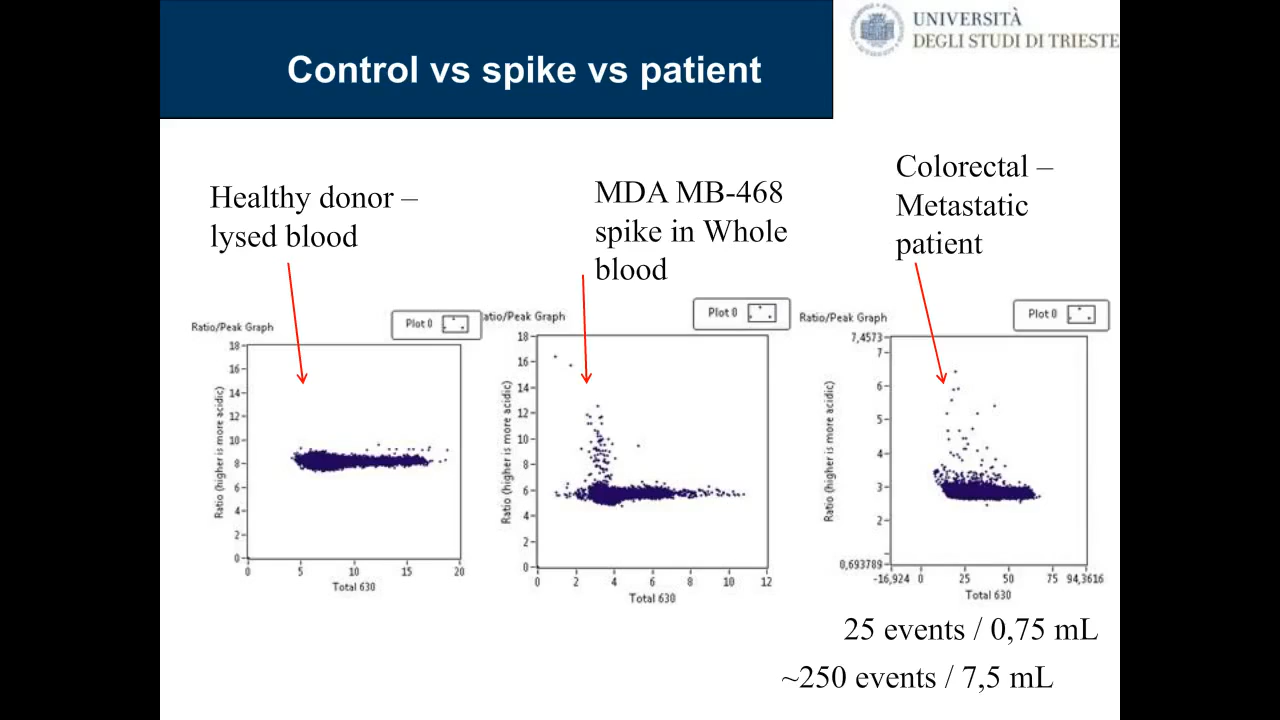 Control vs spike vs patient
UNIVERSITÀ
DEGLI STUDI DI TRIESTE
Healthy donor –
lysed blood
MDA MB-468
spike in Whole
blood
Colorectal –
Metastatic
patient
Ratio/Peak Graph
Plot 0
Ratio (higher is more acidic)
18
16
14
12
10
8
6
4
2
0
0 5 10 15 20
Total 630
atio/Peak Graph
Plot 0
Ratio (higher is more acidic)
18
16
14
12
10
8
6
4
2
0
0 2 4 6 8 10 12
Total 630
Ratio/Peak Graph
Plot 0
Ratio (higher is more acidic)
7,4573
7
6
5
4
3
2
0,693789
-16,924 0 25 50 75 94,3616
Total 630
25 events / 0,75 mL
~250 events / 7,5 mL